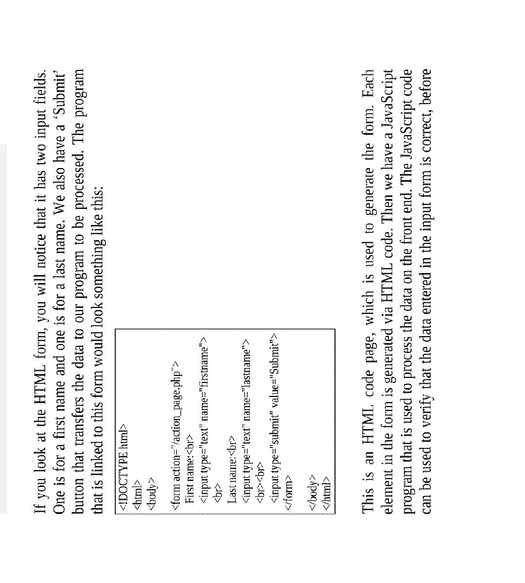 If you look at the HTML form, you will notice that it has two input fields.
One is for a first name and one is for a last name. We also have a ‘Submit’
button that transfers the data to our program to be processed. The program
that is linked to this form would look something like this:
<!DOCTYPE html>
<html>
<body>
<form action="/action_page.php">
First name:<br>
<input type="text" name="firstname">
<br>
Last name:<br>
<input type="text" name="lastname">
<br><br>
<input type="submit" value="Submit">
</form>
</body>
</html>
This is an HTML code page, which is used to generate the form. Each
element in the form is generated via HTML code. Then we have a JavaScript
program that is used to process the data on the front end. The JavaScript code
can be used to verify that the data entered in the input form is correct, before